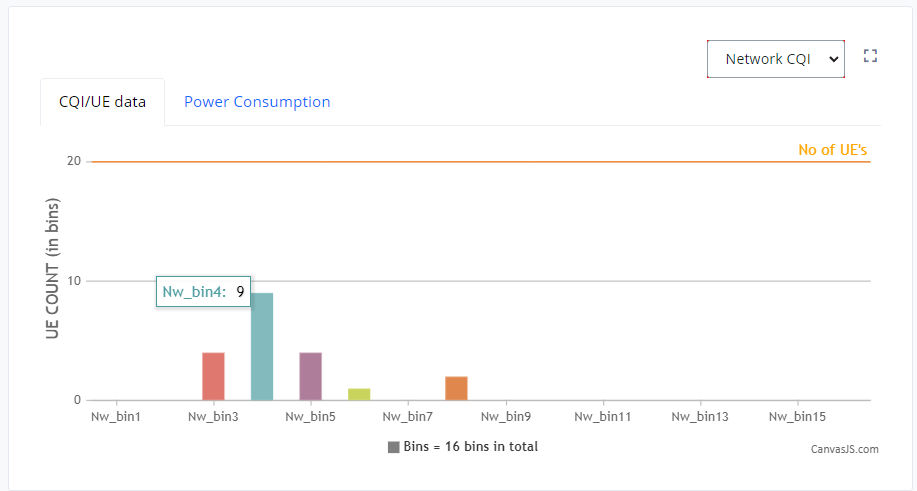 Network CQI
CQI/UE data
Power Consumption
No of UE's
20
UE COUNT (in bins)
10
Nw_bin4: 9
0
Nw_bin1 Nw_bin3 Nw_bin5 Nw_bin7 Nw_bin9 Nw_bin11 Nw_bin13 Nw_bin15
Bins = 16 bins in total
CanvasJS.com